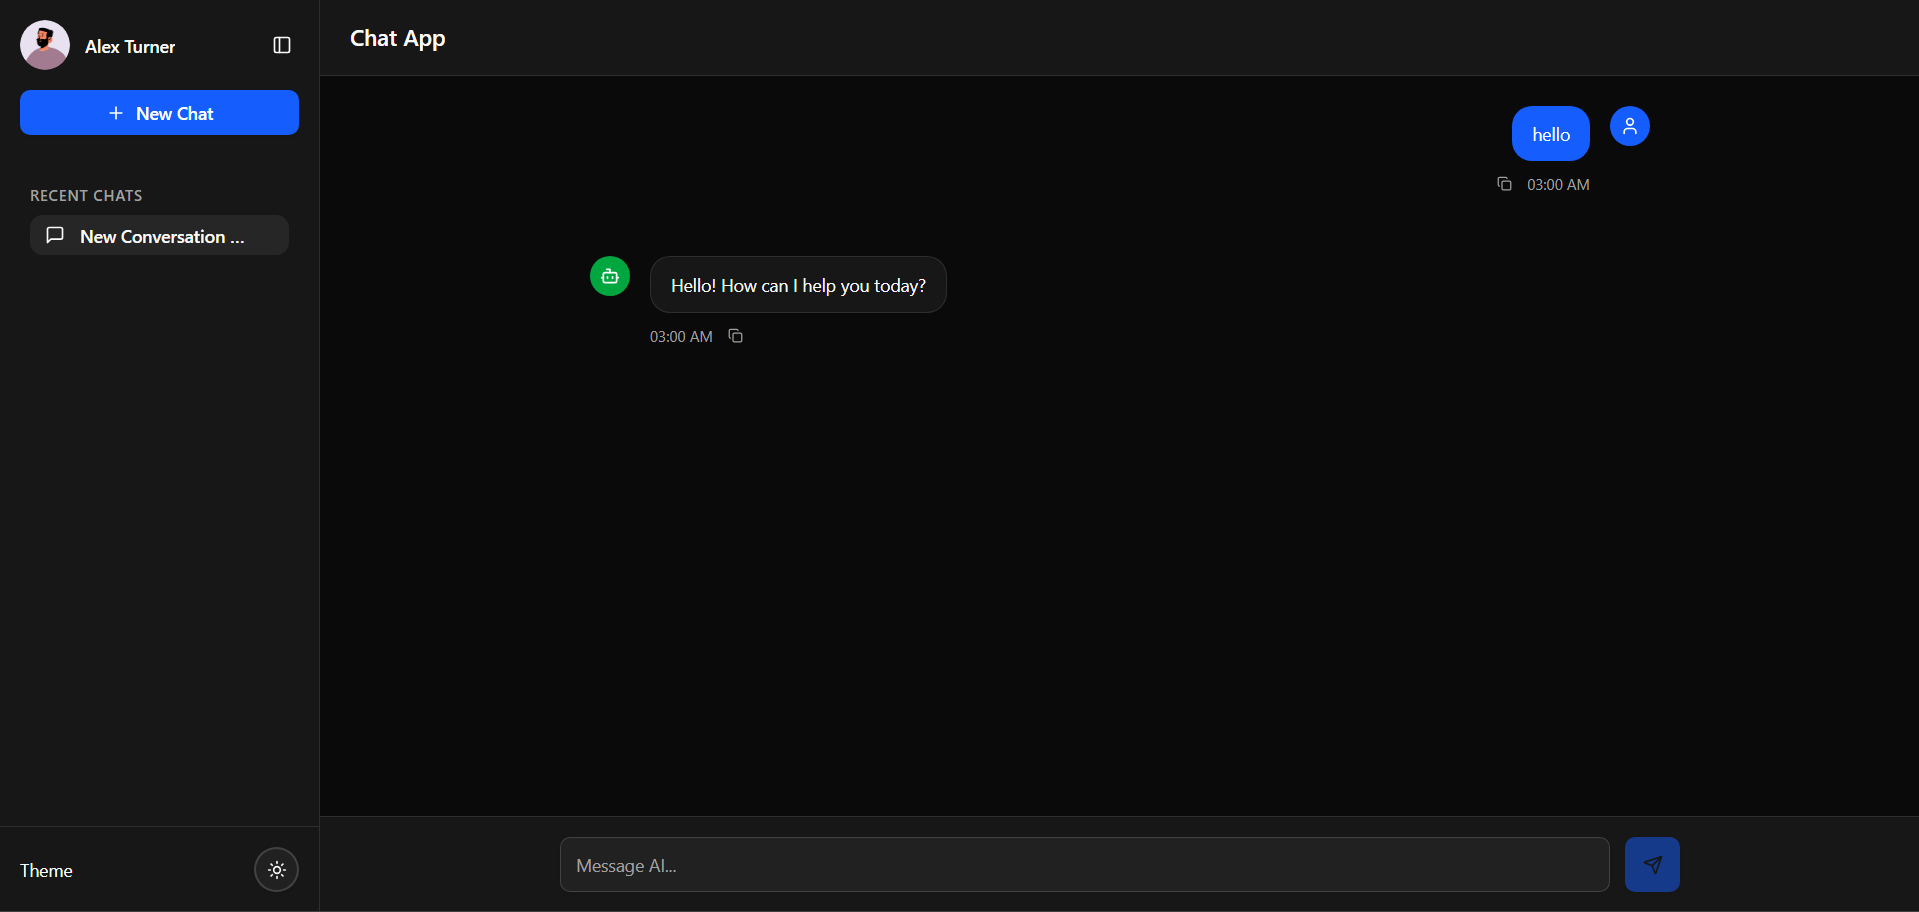 Alex Turner
New Chat
RECENT CHATS
New Conversation ...
Theme
Chat App
hello
03:00 AM
Hello! How can I help you today?
03:00 AM
Message AI...